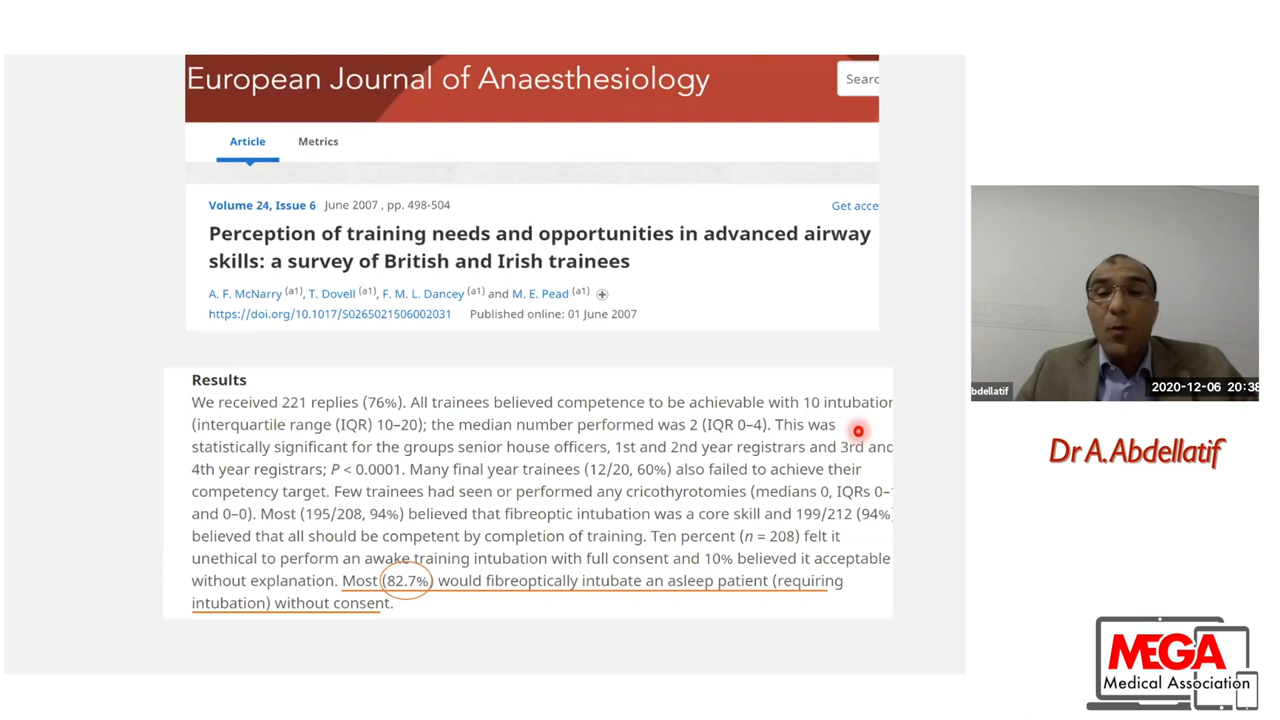 European Journal of Anaesthesiology
Searc
Article Metrics
Volume 24, Issue 6 June 2007 , pp. 498-504
Get acce
Perception of training needs and opportunities in advanced airway
skills: a survey of British and Irish trainees
A. F. McNarry (a1), T. Dovell (a1), F. M. L. Dancey (a1) and M. E. Pead (a1)
https://doi.org/10.1017/S0265021506002031 Published online: 01 June 2007
Results
We received 221 replies (76%). All trainees believed competence to be achievable with 10 intubation
(interquartile range (IQR) 10–20); the median number performed was 2 (IQR 0–4). This was
statistically significant for the groups senior house officers, 1st and 2nd year registrars and 3rd and
4th year registrars; P < 0.0001. Many final year trainees (12/20, 60%) also failed to achieve their
competency target. Few trainees had seen or performed any cricothyrotomies (medians 0, IQRs 0–1
and 0–0). Most (195/208, 94%) believed that fibreoptic intubation was a core skill and 199/212 (94%)
believed that all should be competent by completion of training. Ten percent (n = 208) felt it
unethical to perform an awake training intubation with full consent and 10% believed it acceptable
without explanation. Most (82.7%) would fibreoptically intubate an asleep patient (requiring
intubation) without consent.
bdellatif
2020-12-06 20:38
Dr A.Abdellatif
MEGA
Medical Association